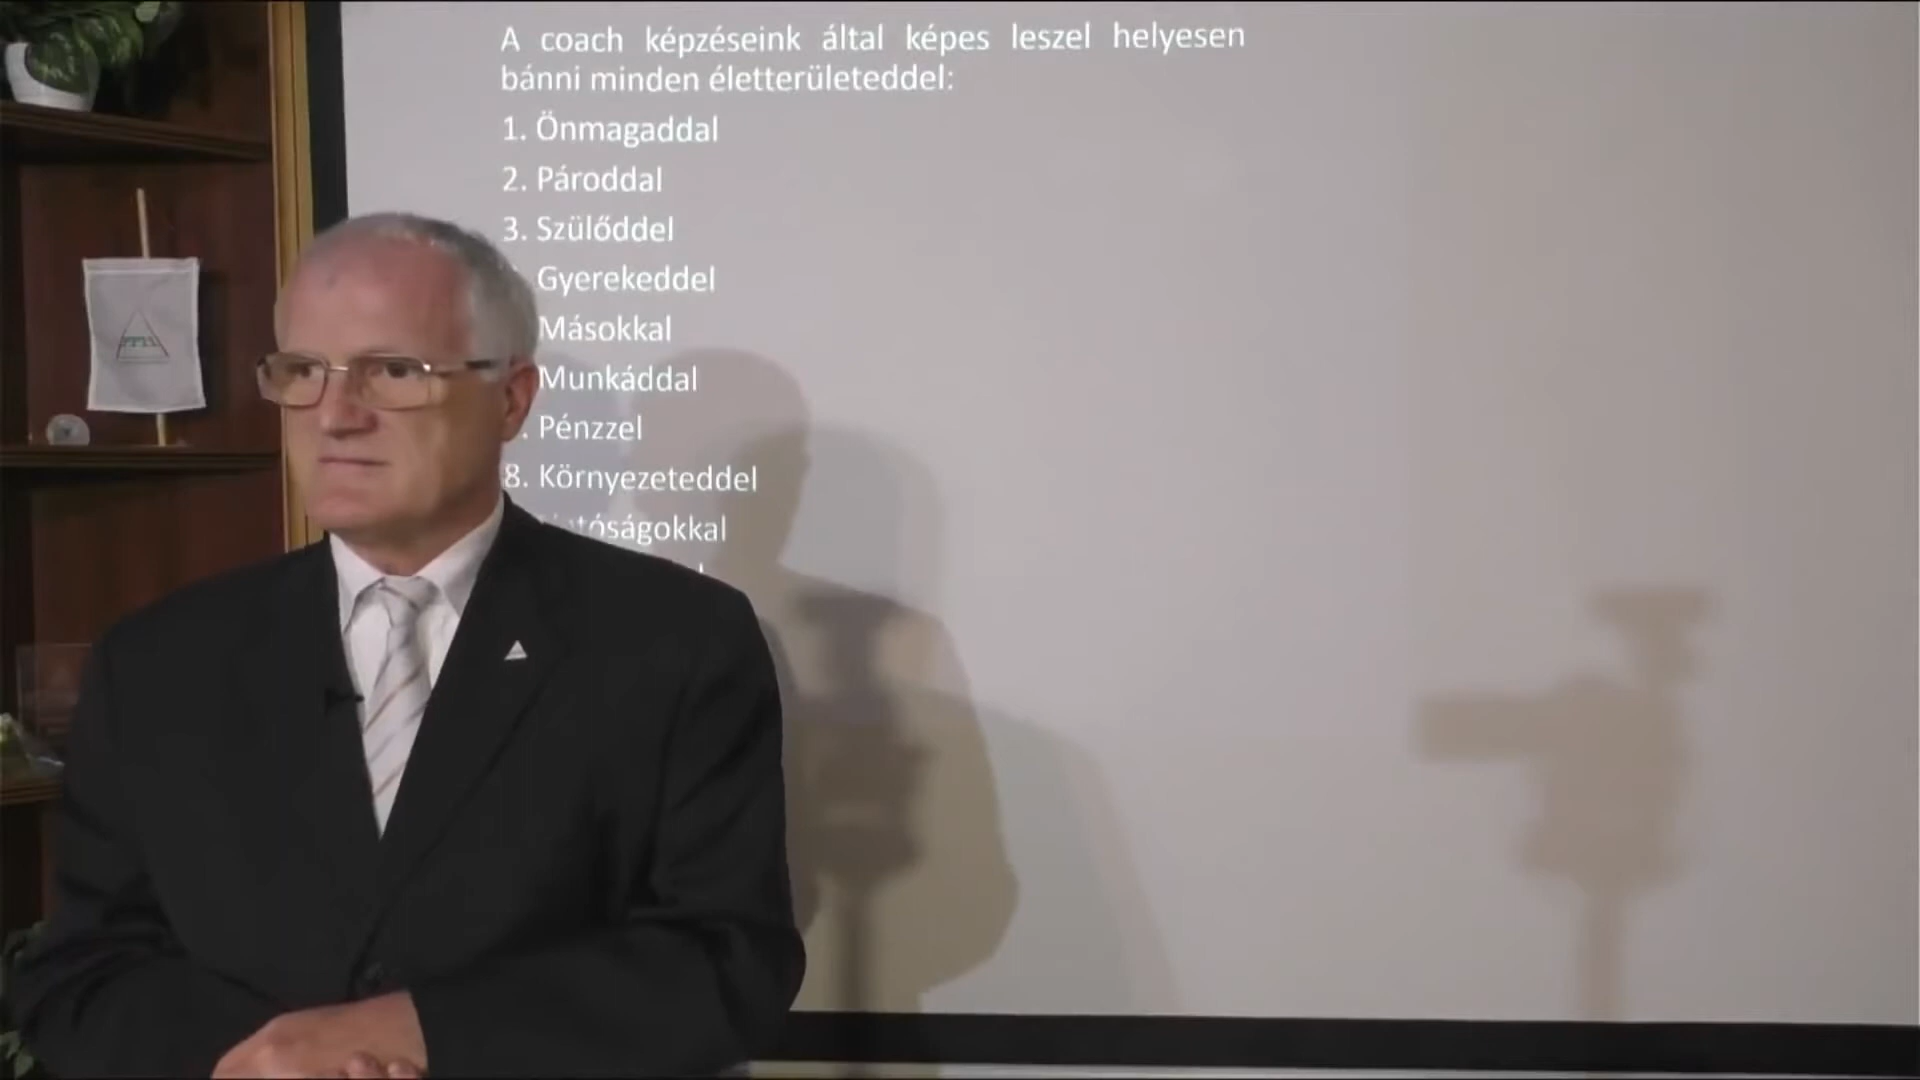 A coach képzéseink által képes leszel helyesen
bánni minden életterületeddel:
1. Önmagaddal
2. Pároddal
3. Szülőddel
Gyerekeddel
Másokkal
Munkáddal
. Pénzzel
8. Környezeteddel
tóságokkal